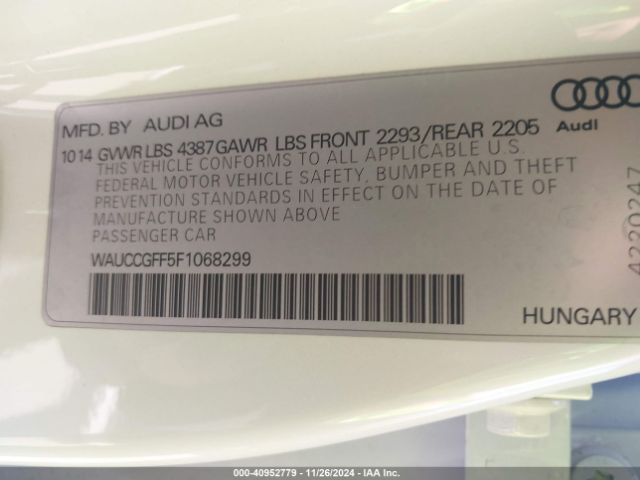 MFD. BY AUDI AG
Audi
10 14 GVWR LBS 4387 GAWR LBS FRONT 2293/REAR 2205
THIS VEHICLE CONFORMS TO ALL APPLICABLE U.S.
FEDERAL MOTOR VEHICLE SAFETY, BUMPER AND THEFT
PREVENTION STANDARDS IN EFFECT ON THE DATE OF
MANUFACTURE SHOWN ABOVE
PASSENGER CAR
WAUCCGFF5F1068299
HUNGARY
4220247
000-40952779 - 11/26/2024 - IAA Inc.